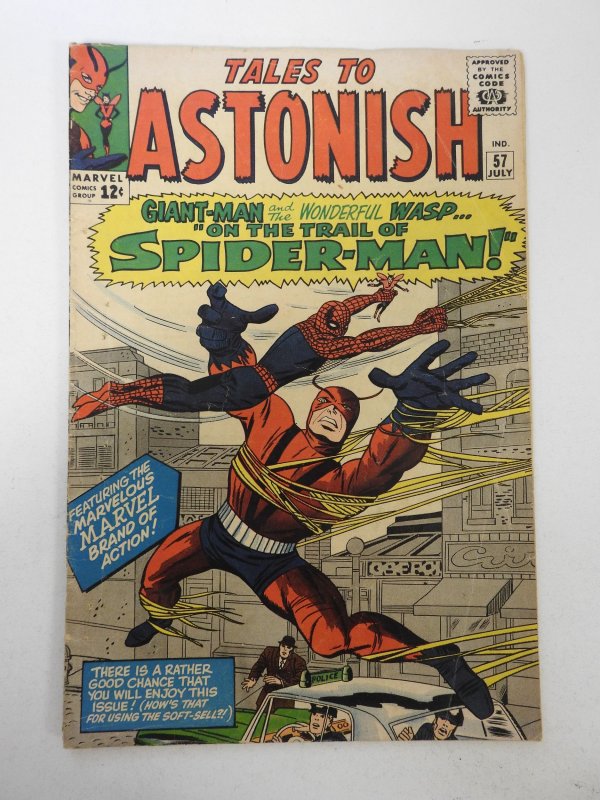 TALES TO
ASTONISH
APPROVED
BY THE
COMICS
CODE
CA
AUTHORITY
MARVEL
COMICS
GROUP
12¢
IND.
57
JULY
GIANT-MAN and The WONDERFUL WASP...
"ON THE TRAIL OF
SPIDER-MAN!"
FEATURING THE
MARVELOUS
MARVEL
BRAND OF
ACTION!
THERE IS A RATHER
GOOD CHANCE THAT
YOU WILL ENJOY THIS
ISSUE! (HOW'S THAT
FOR USING THE SOFT-SELL?!)
POLICE